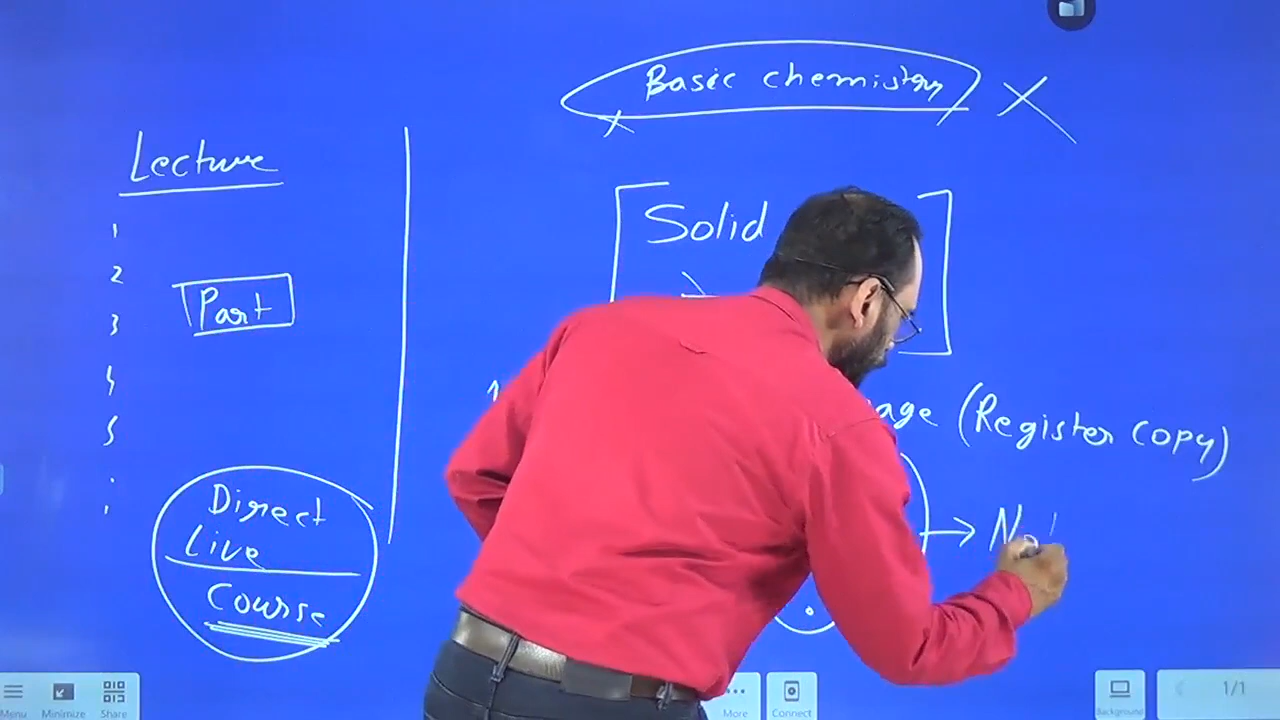 Basic chemistry
Lecture
1
2
3
4
5
Part
Solid
age (Register Copy)
Direct
Live
Course
Menu
Minimize
Share
More
Connect
Background
1/1